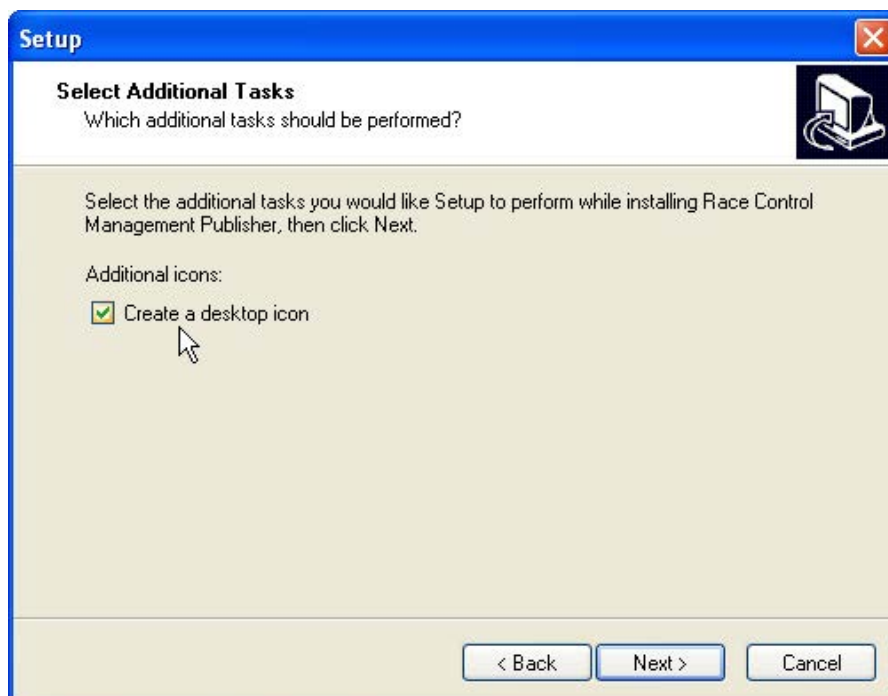 Setup
Select Additional Tasks
Which additional tasks should be performed?
Select the additional tasks you would like Setup to perform while installing Race Control
Management Publisher, then click Next.
Additional icons:
Create a desktop icon
< Back Next > Cancel